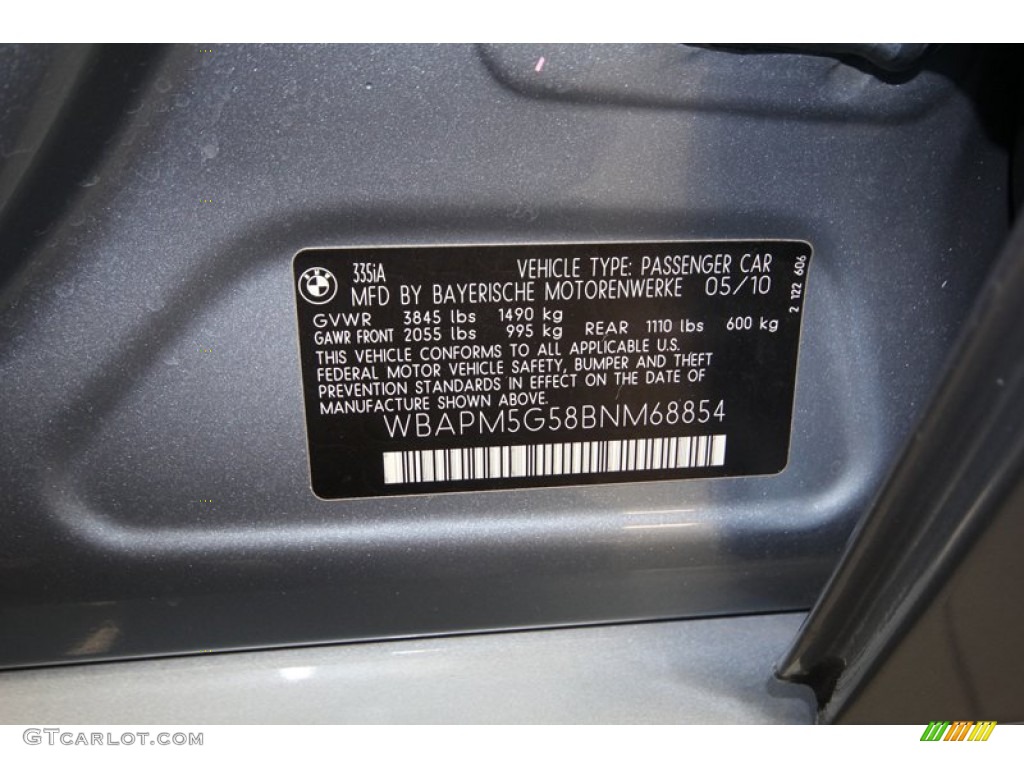 335iA VEHICLE TYPE: PASSENGER CAR
MFD BY BAYERISCHE MOTORENWERKE 05/10
GVWR 3845 lbs 1490 kg
GAWR FRONT 2055 lbs 995 kg REAR 1110 lbs 600 kg
THIS VEHICLE CONFORMS TO ALL APPLICABLE U.S.
FEDERAL MOTOR VEHICLE SAFETY, BUMPER AND THEFT
PREVENTION STANDARDS IN EFFECT ON THE DATE OF
MANUFACTURE SHOWN ABOVE.
WBAPM5G58BNM68854
2 122 606
GTCarLot.com